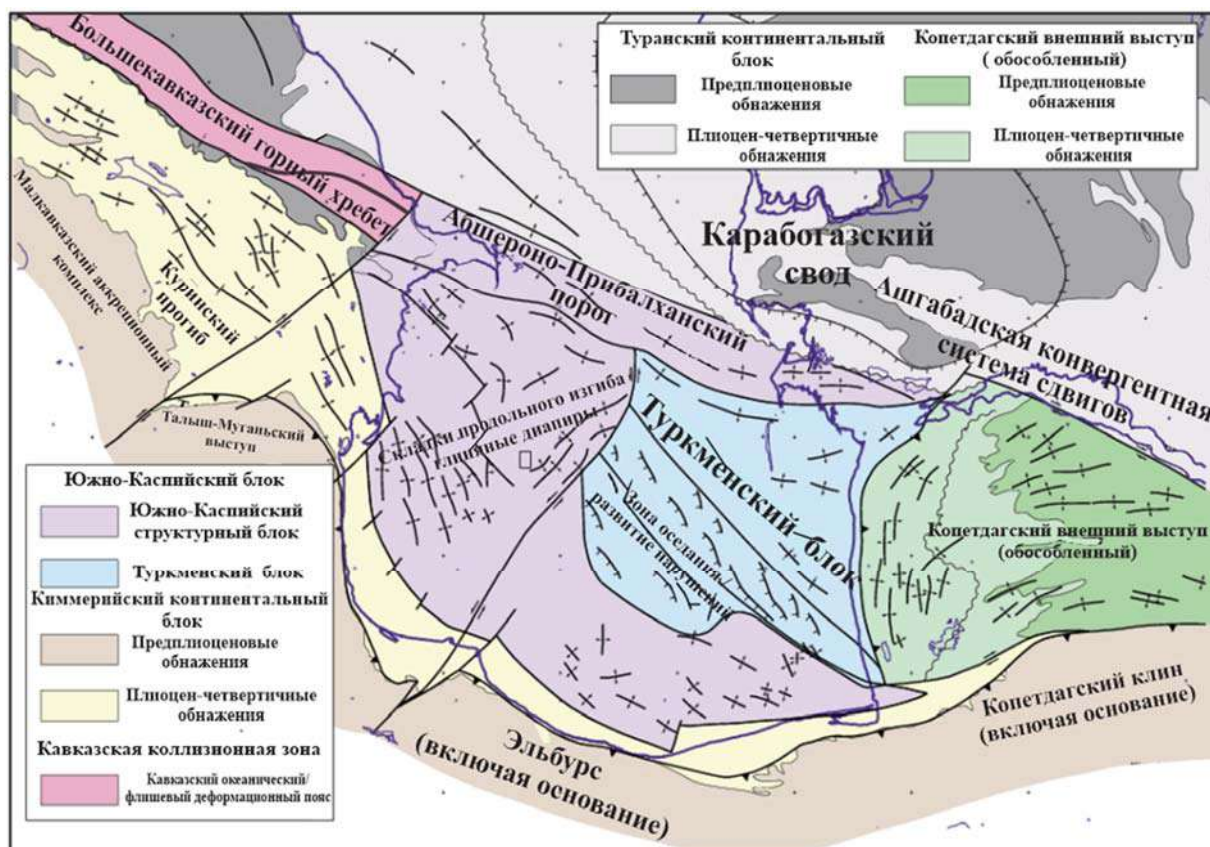 Туранский континентальный
блок
Предплиоценовые
обнажения
Плиоцен-четвертичные
обнажения
Копетдагский внешний выступ
( обособленный)
Предплиоценовые
обнажения
Плиоцен-четвертичные
обнажения
Большекавказский горный хребет
Малкавказский аккреционный
комплекс
Куринский
прогиб
Абшероно-Прибалханский
порог
Карабогазский
свод
Ашгабадская конвергентная
система сдвигов
Талыш-Муганьский
выступ
Складки продольного изгиба
глинные диапиры
Туркменский блок
Зона оседания
развитие нарушений
Копетдагский внешний выступ
(обособленный)
Южно-Каспийский блок
Южно-Каспийский
структурный блок
Туркменский блок
Киммерийский континентальный
блок
Предплиоценовые
обнажения
Плиоцен-четвертичные
обнажения
Кавказская коллизионная зона
Кавказский океанический/
флишевый деформационный пояс
Эльбурс
(включая основание)
Копетдагский клин
(включая основание)